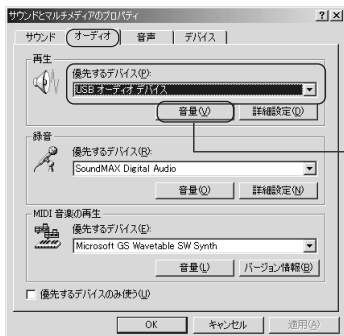 サウンドとマルチメディアのプロパティ
サウンド オーディオ 音声 デバイス
再生
優先するデバイス(P):
USB オーディオ デバイス
音量(V) 詳細設定(D)
録音
優先するデバイス(R):
SoundMAX Digital Audio
音量(O) 詳細設定(N)
MIDI 音楽の再生
優先するデバイス(E):
Microsoft GS Wavetable SW Synth
音量(L) バージョン情報(B)
優先するデバイスのみ使う(U)
OK キャンセル 適用(A)